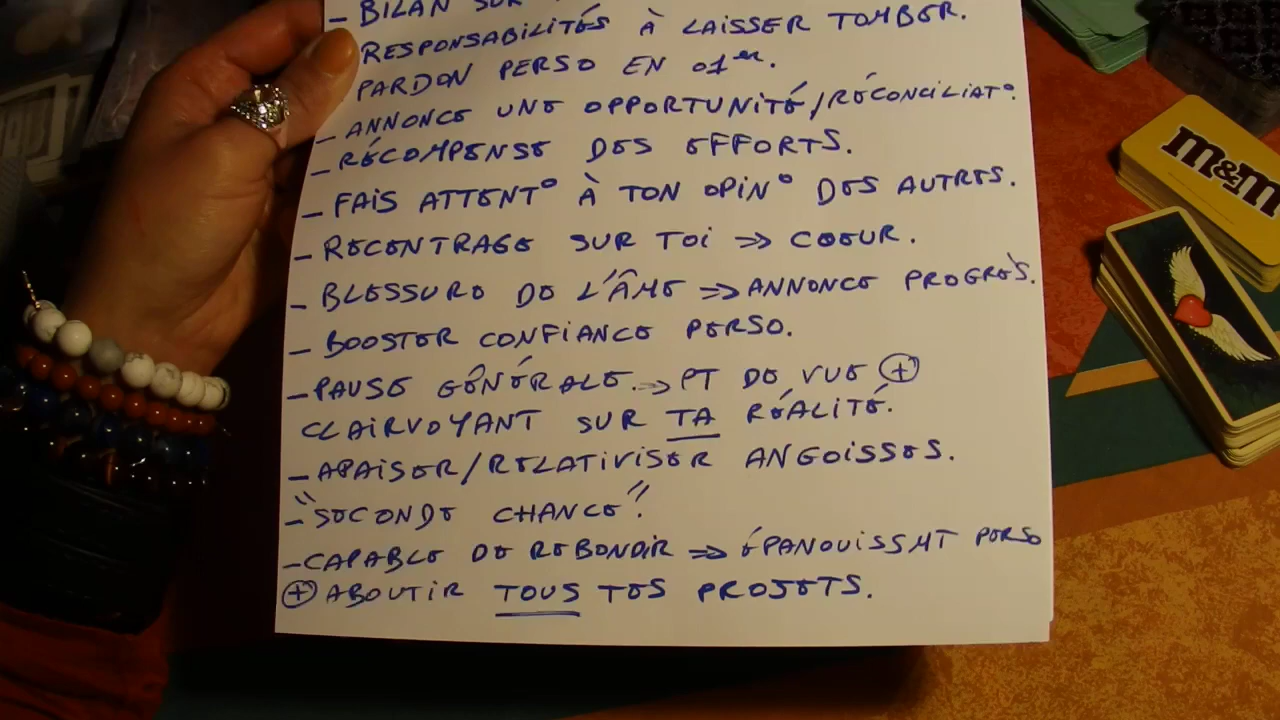 - BILAN SUR
RESPONSABILITÉS À LAISSER TOMBER.
PARDON PERSO EN 01er.
- ANNONCE UNE OPPORTUNITÉ/RÉCONCILIAT°.
- RÉCOMPENSE DES EFFORTS.
- FAIS ATTENT° À TON OPIN° DES AUTRES.
- RECENTRAGE SUR TOI => COEUR.
- BLESSURE DE L'ÂME => ANNONCE PROGRÈS.
- BOOSTER CONFIANCE PERSO.
- PAUSE GÉNÉRALE. => PT DE VUE ⊕
CLAIRVOYANT SUR TA RÉALITÉ.
- APAISER/RELATIVISER ANGOISSES.
- "SECONDE CHANCE".
- CAPABLE DE REBONDIR => ÉPANOUISSMT PERSO
⊕ ABOUTIR TOUS TES PROJETS.
M&M